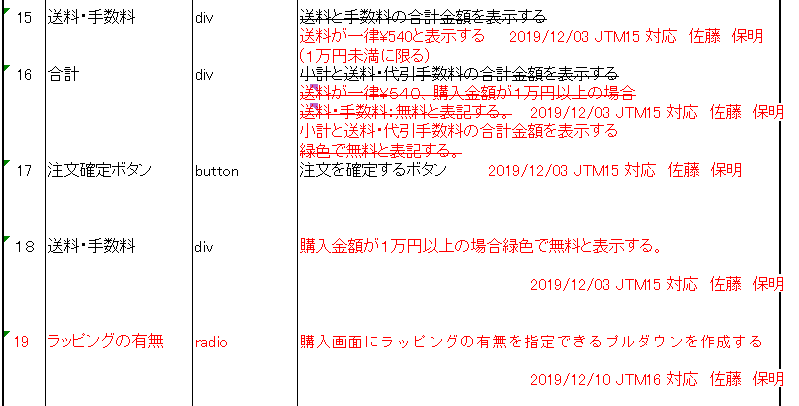 15 送料・手数料 div 送料と手数料の合計金額を表示する
送料が一律¥540と表示する 2019/12/03 JTM15 対応 佐藤 保明
(1万円未満に限る)
16 合計 div 小計と送料・代引手数料の合計金額を表示する
送料が一律¥540、購入金額が1万円以上の場合
送料・手数料：無料と表記する。 2019/12/03 JTM15 対応 佐藤 保明
小計と送料・代引手数料の合計金額を表示する
緑色で無料と表記する。
17 注文確定ボタン button 注文を確定するボタン 2019/12/03 JTM15 対応 佐藤 保明
18 送料・手数料 div 購入金額が1万円以上の場合緑色で無料と表示する。
2019/12/03 JTM15 対応 佐藤 保明
19 ラッピングの有無 radio 購入画面にラッピングの有無を指定できるプルダウンを作成する
2019/12/10 JTM16 対応 佐藤 保明